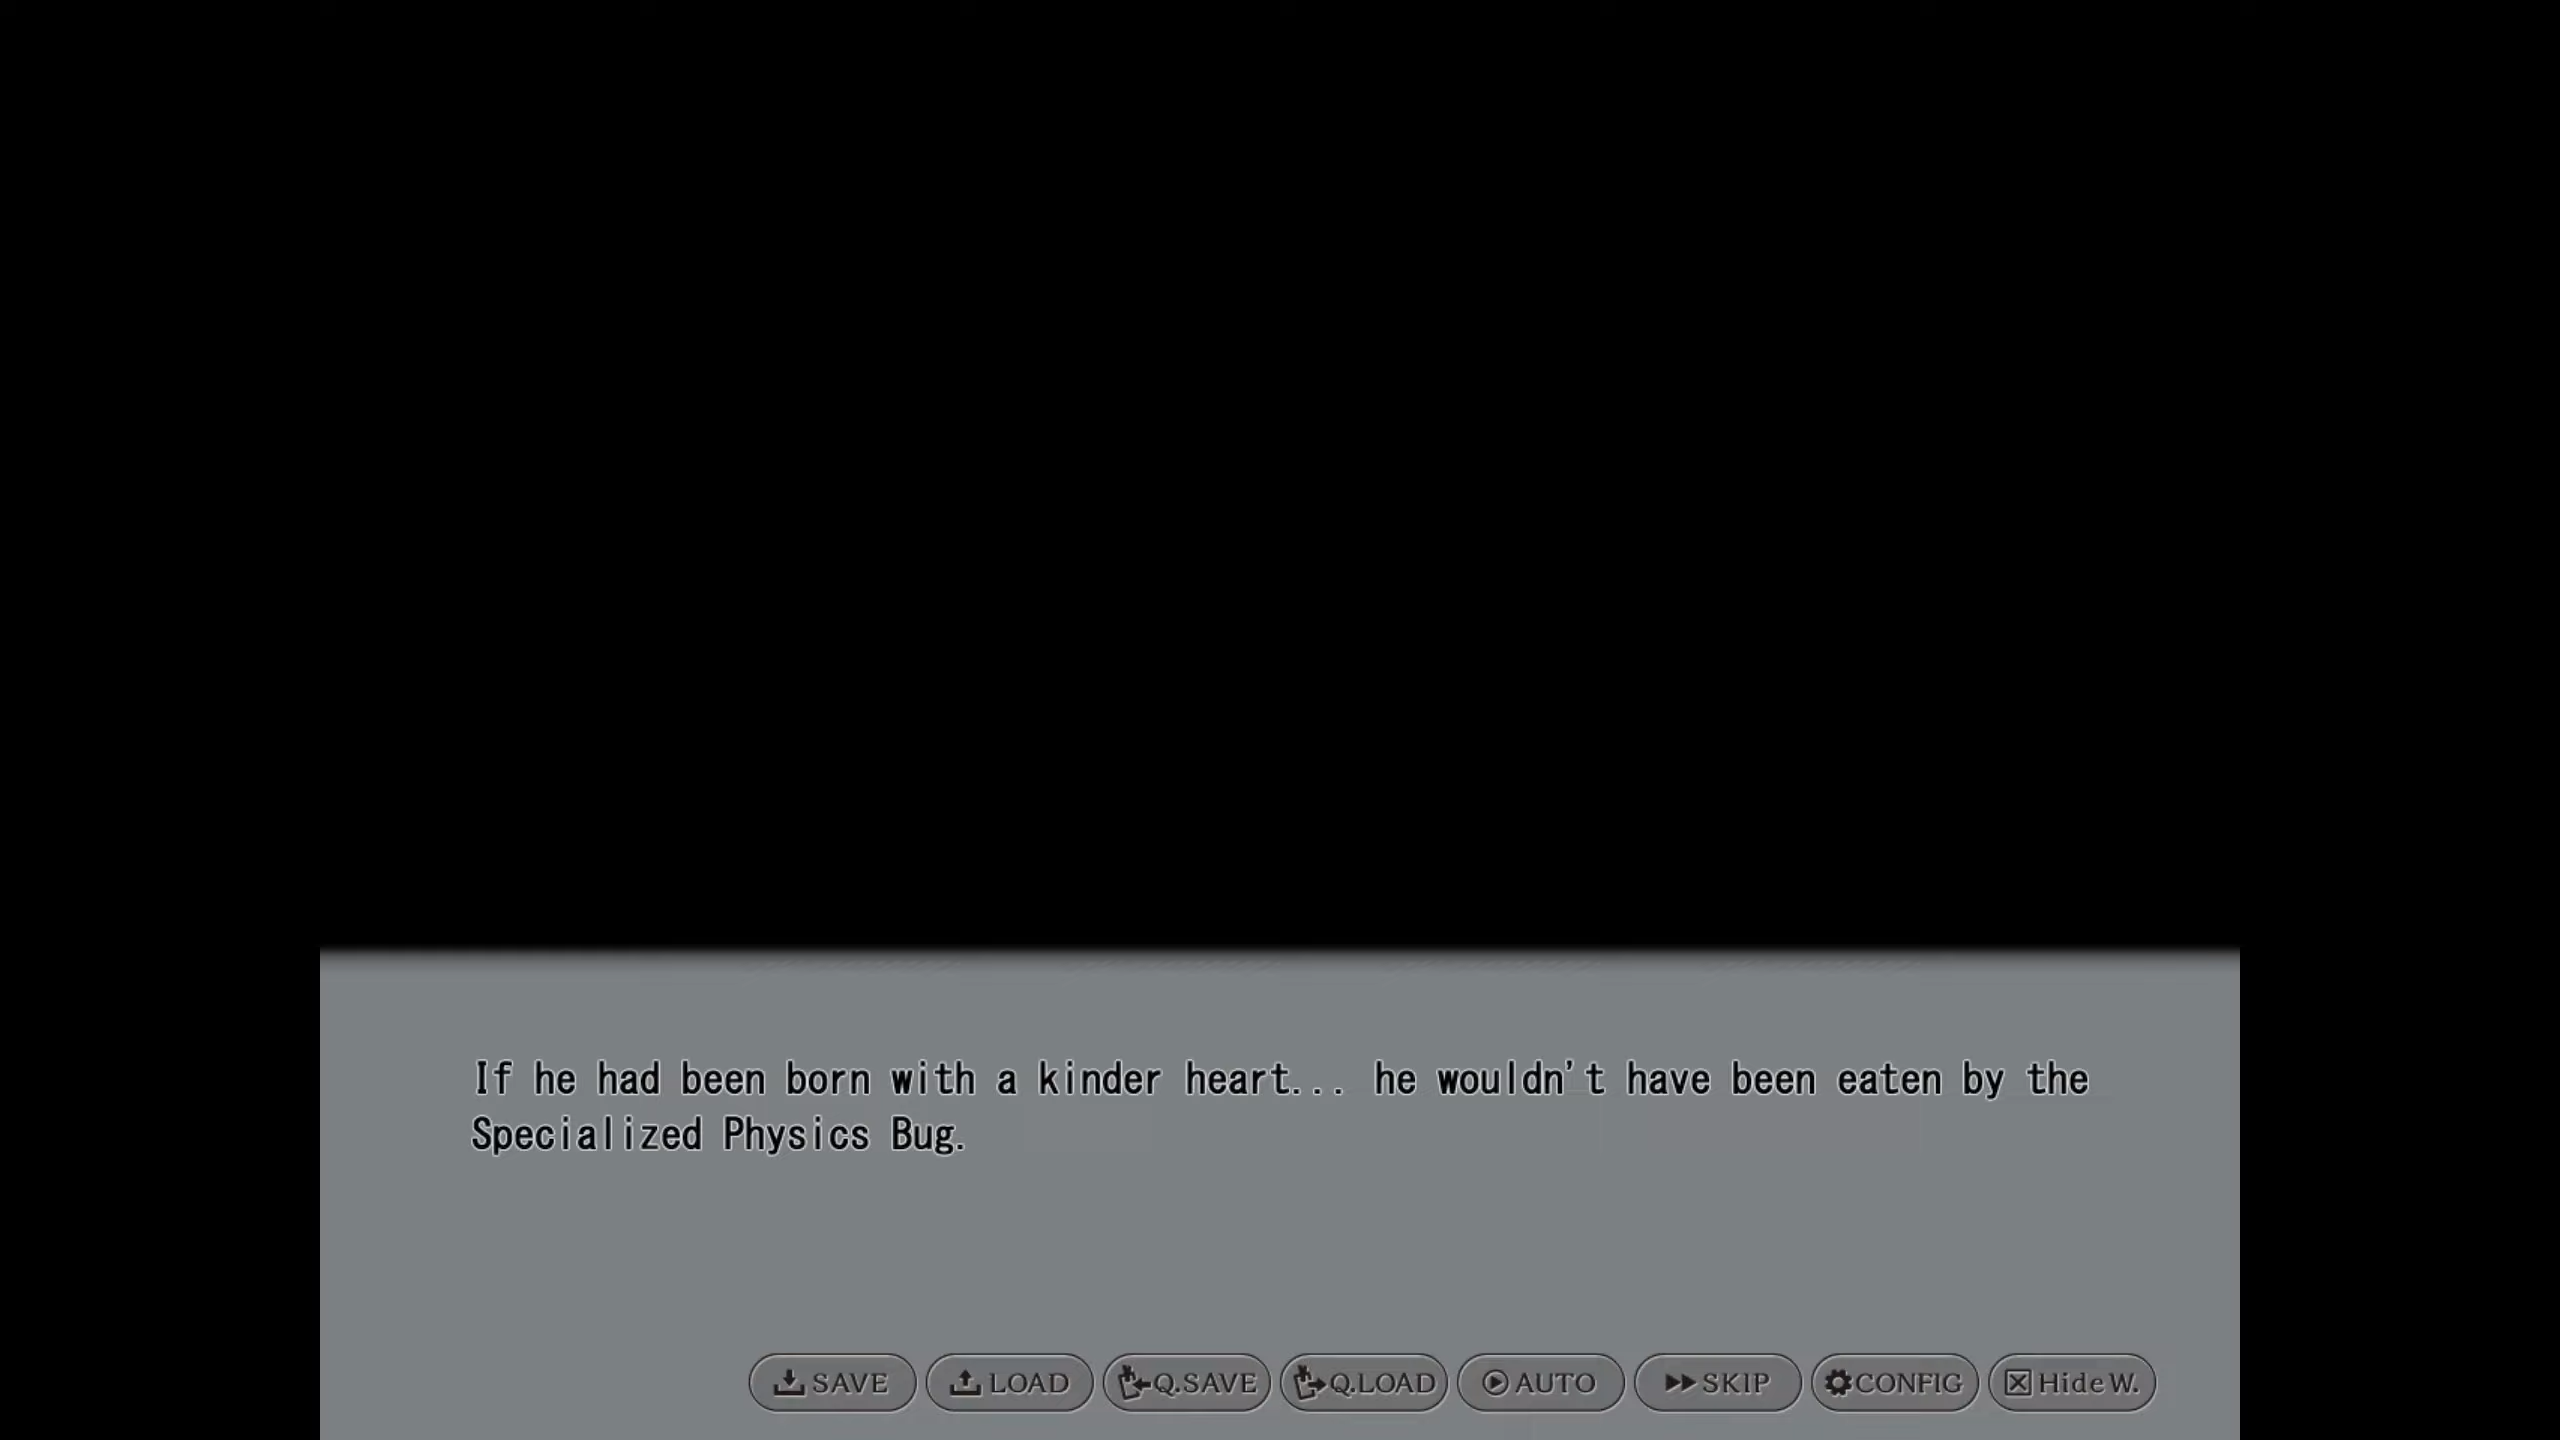 If he had been born with a kinder heart... he wouldn't have been eaten by the
Specialized Physics Bug.
SAVE LOAD Q.SAVE Q.LOAD AUTO SKIP CONFIG Hide W.